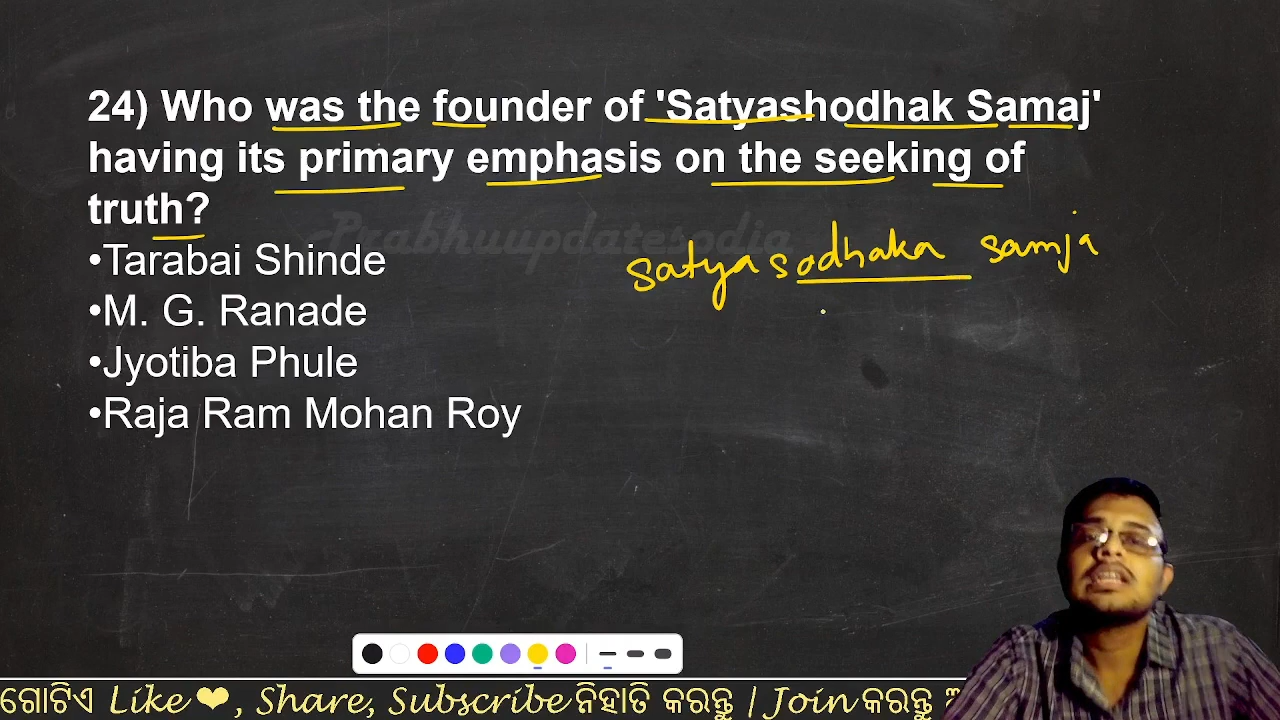 24) Who was the founder of 'Satyashodhak Samaj'
having its primary emphasis on the seeking of
truth?
Prabhuupdatesodia
•Tarabai Shinde
satyasodhaka samja
•M. G. Ranade
•Jyotiba Phule
•Raja Ram Mohan Roy
ଗୋଟିଏ Like ❤, Share, Subscribe ନିହାତି କରନ୍ତୁ | Join କରନ୍ତୁ